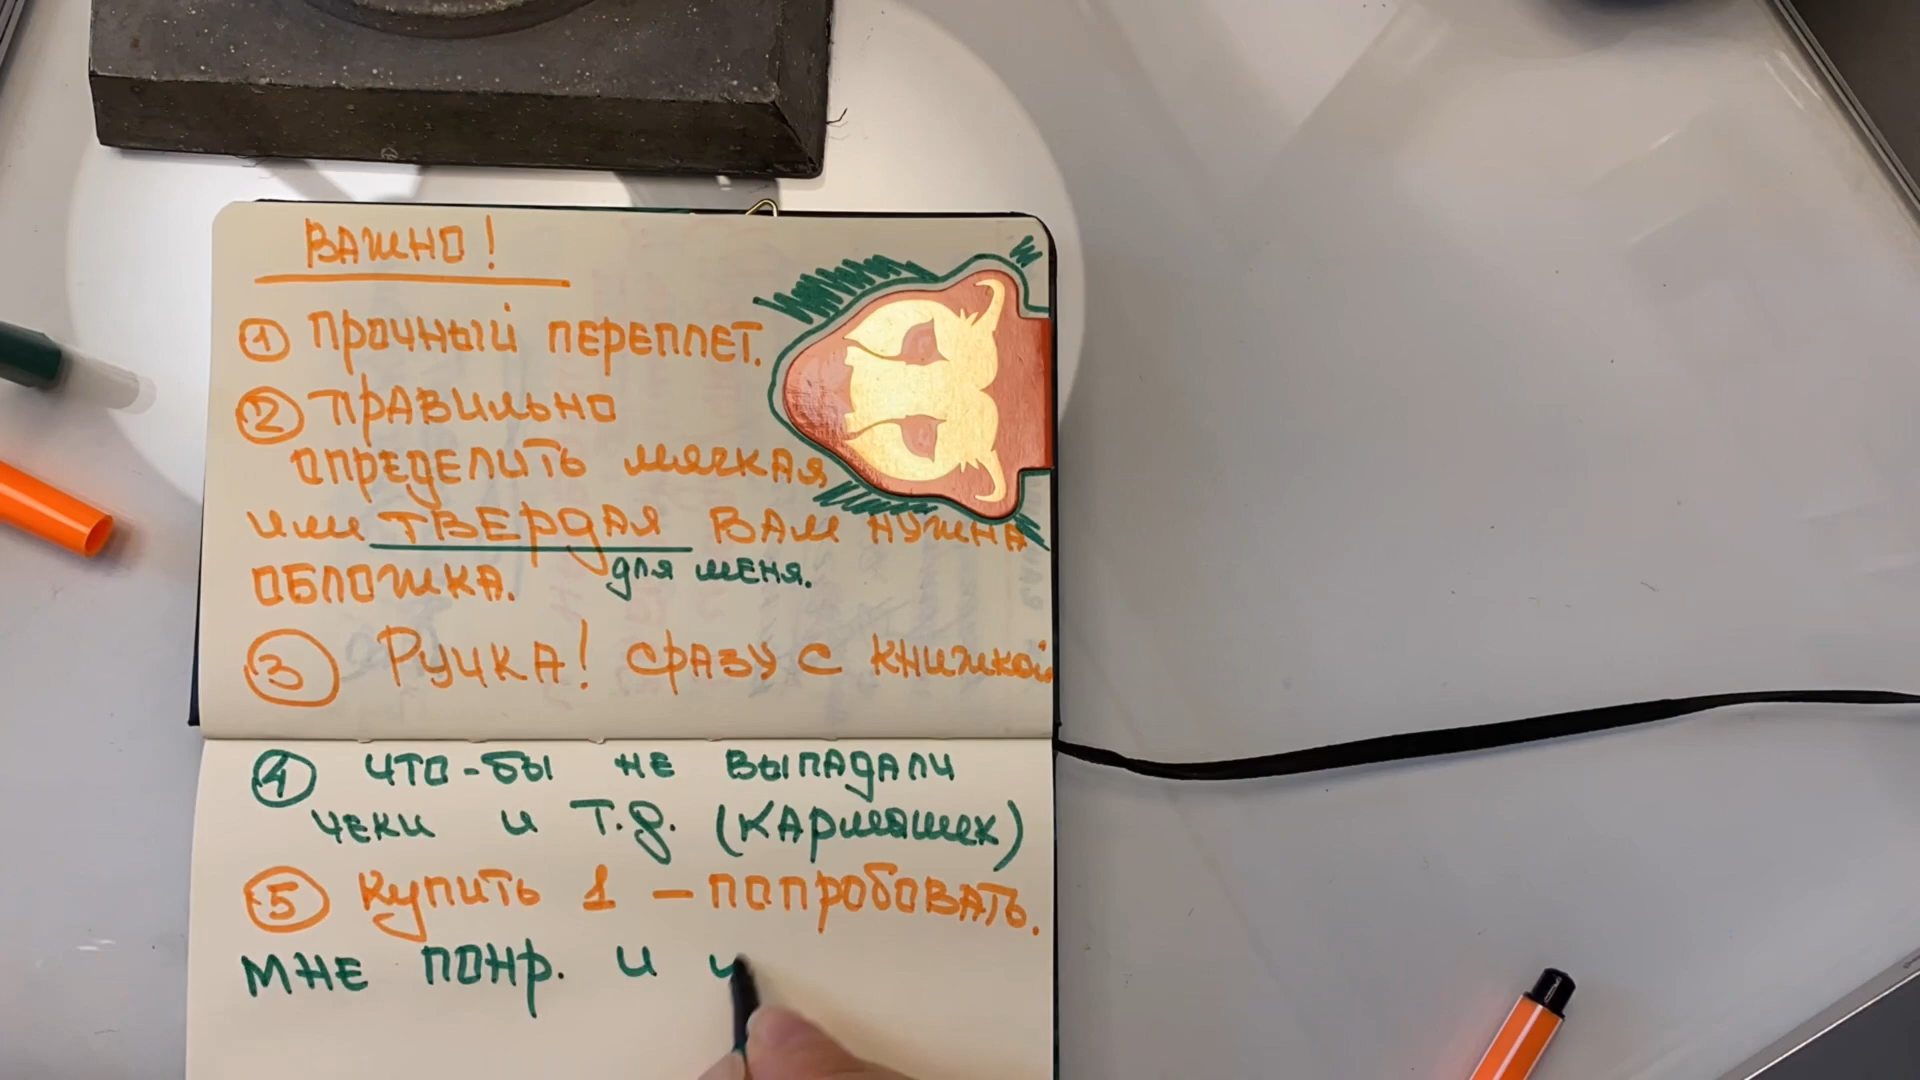 ВАЖНО!
① ПРОЧНЫЙ ПЕРЕПЛЕТ.
② ПРАВИЛЬНО
ОПРЕДЕЛИТЬ МЯГКАЯ
ИЛИ ТВЕРДАЯ ВАМ НУЖНА
ОБЛОЖКА. ДЛЯ МЕНЯ.
③ РУЧКА! СРАЗУ С КНИЖКОЙ
④ ЧТО-БЫ НЕ ВЫПАДАЛИ
ЧЕКИ И Т.Д. (КАРМАШЕК)
⑤ КУПИТЬ 1 – ПОПРОБОВАТЬ.
МНЕ ПОНР. И